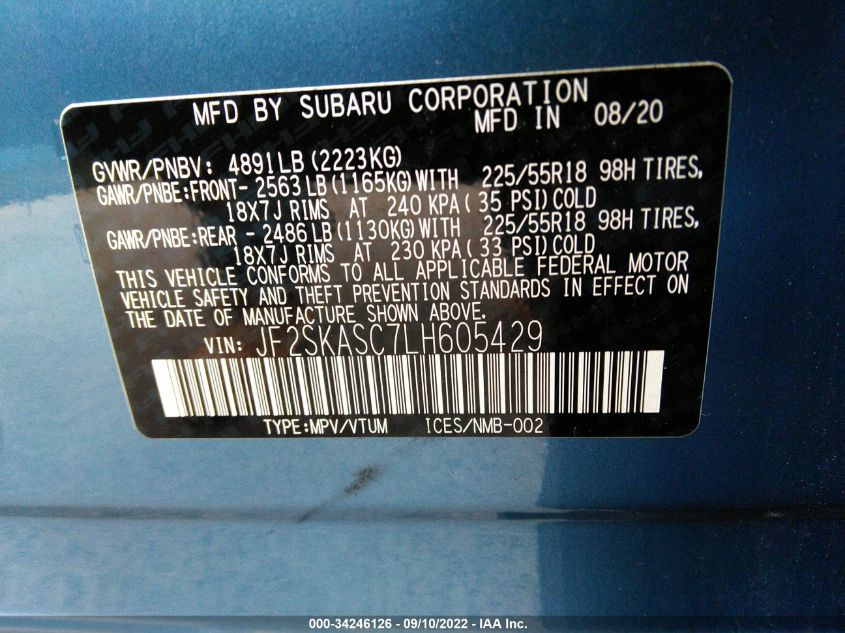 MFD BY SUBARU CORPORATION
MFD IN 08/20
GVWR/PNBV: 4891LB(2223KG)
GAWR/PNBE:FRONT- 2563LB(1165KG)WITH 225/55R18 98H TIRES,
18X7J RIMS AT 240 KPA( 35 PSI)COLD
GAWR/PNBE:REAR - 2486LB(1130KG)WITH 225/55R18 98H TIRES,
18X7J RIMS AT 230 KPA( 33 PSI)COLD
THIS VEHICLE CONFORMS TO ALL APPLICABLE FEDERAL MOTOR
VEHICLE SAFETY AND THEFT PREVENTION STANDARDS IN EFFECT ON
THE DATE OF MANUFACTURE SHOWN ABOVE.
VIN: JF2SKASC7LH605429
TYPE:MPV/VTUM ICES/NMB-002
000-34246126 - 09/10/2022 - IAA Inc.